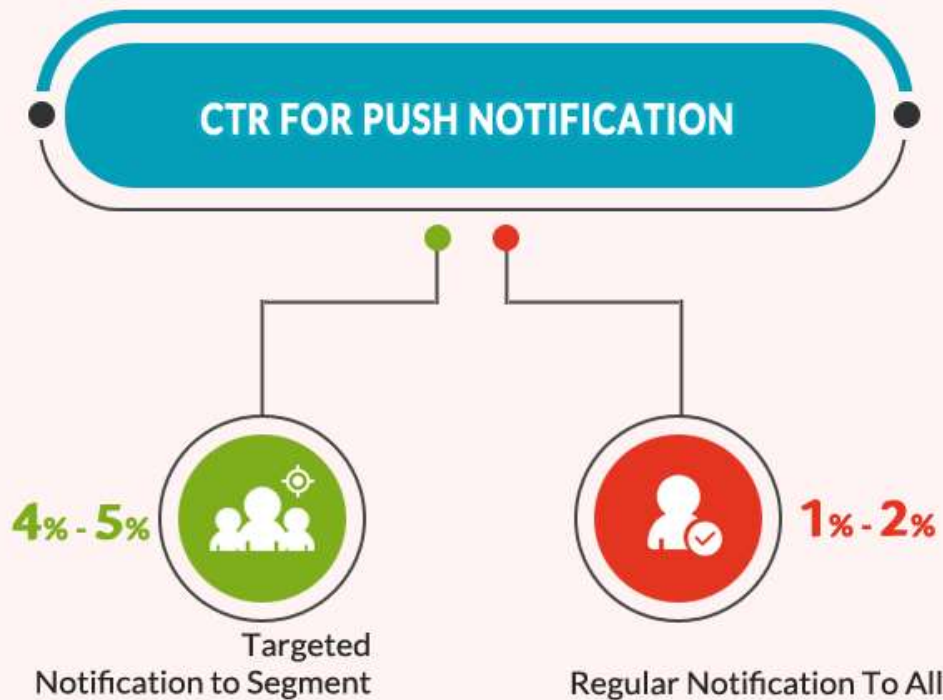 CTR FOR PUSH NOTIFICATION
4% - 5%
1% - 2%
Targeted
Notification to Segment
Regular Notification To All